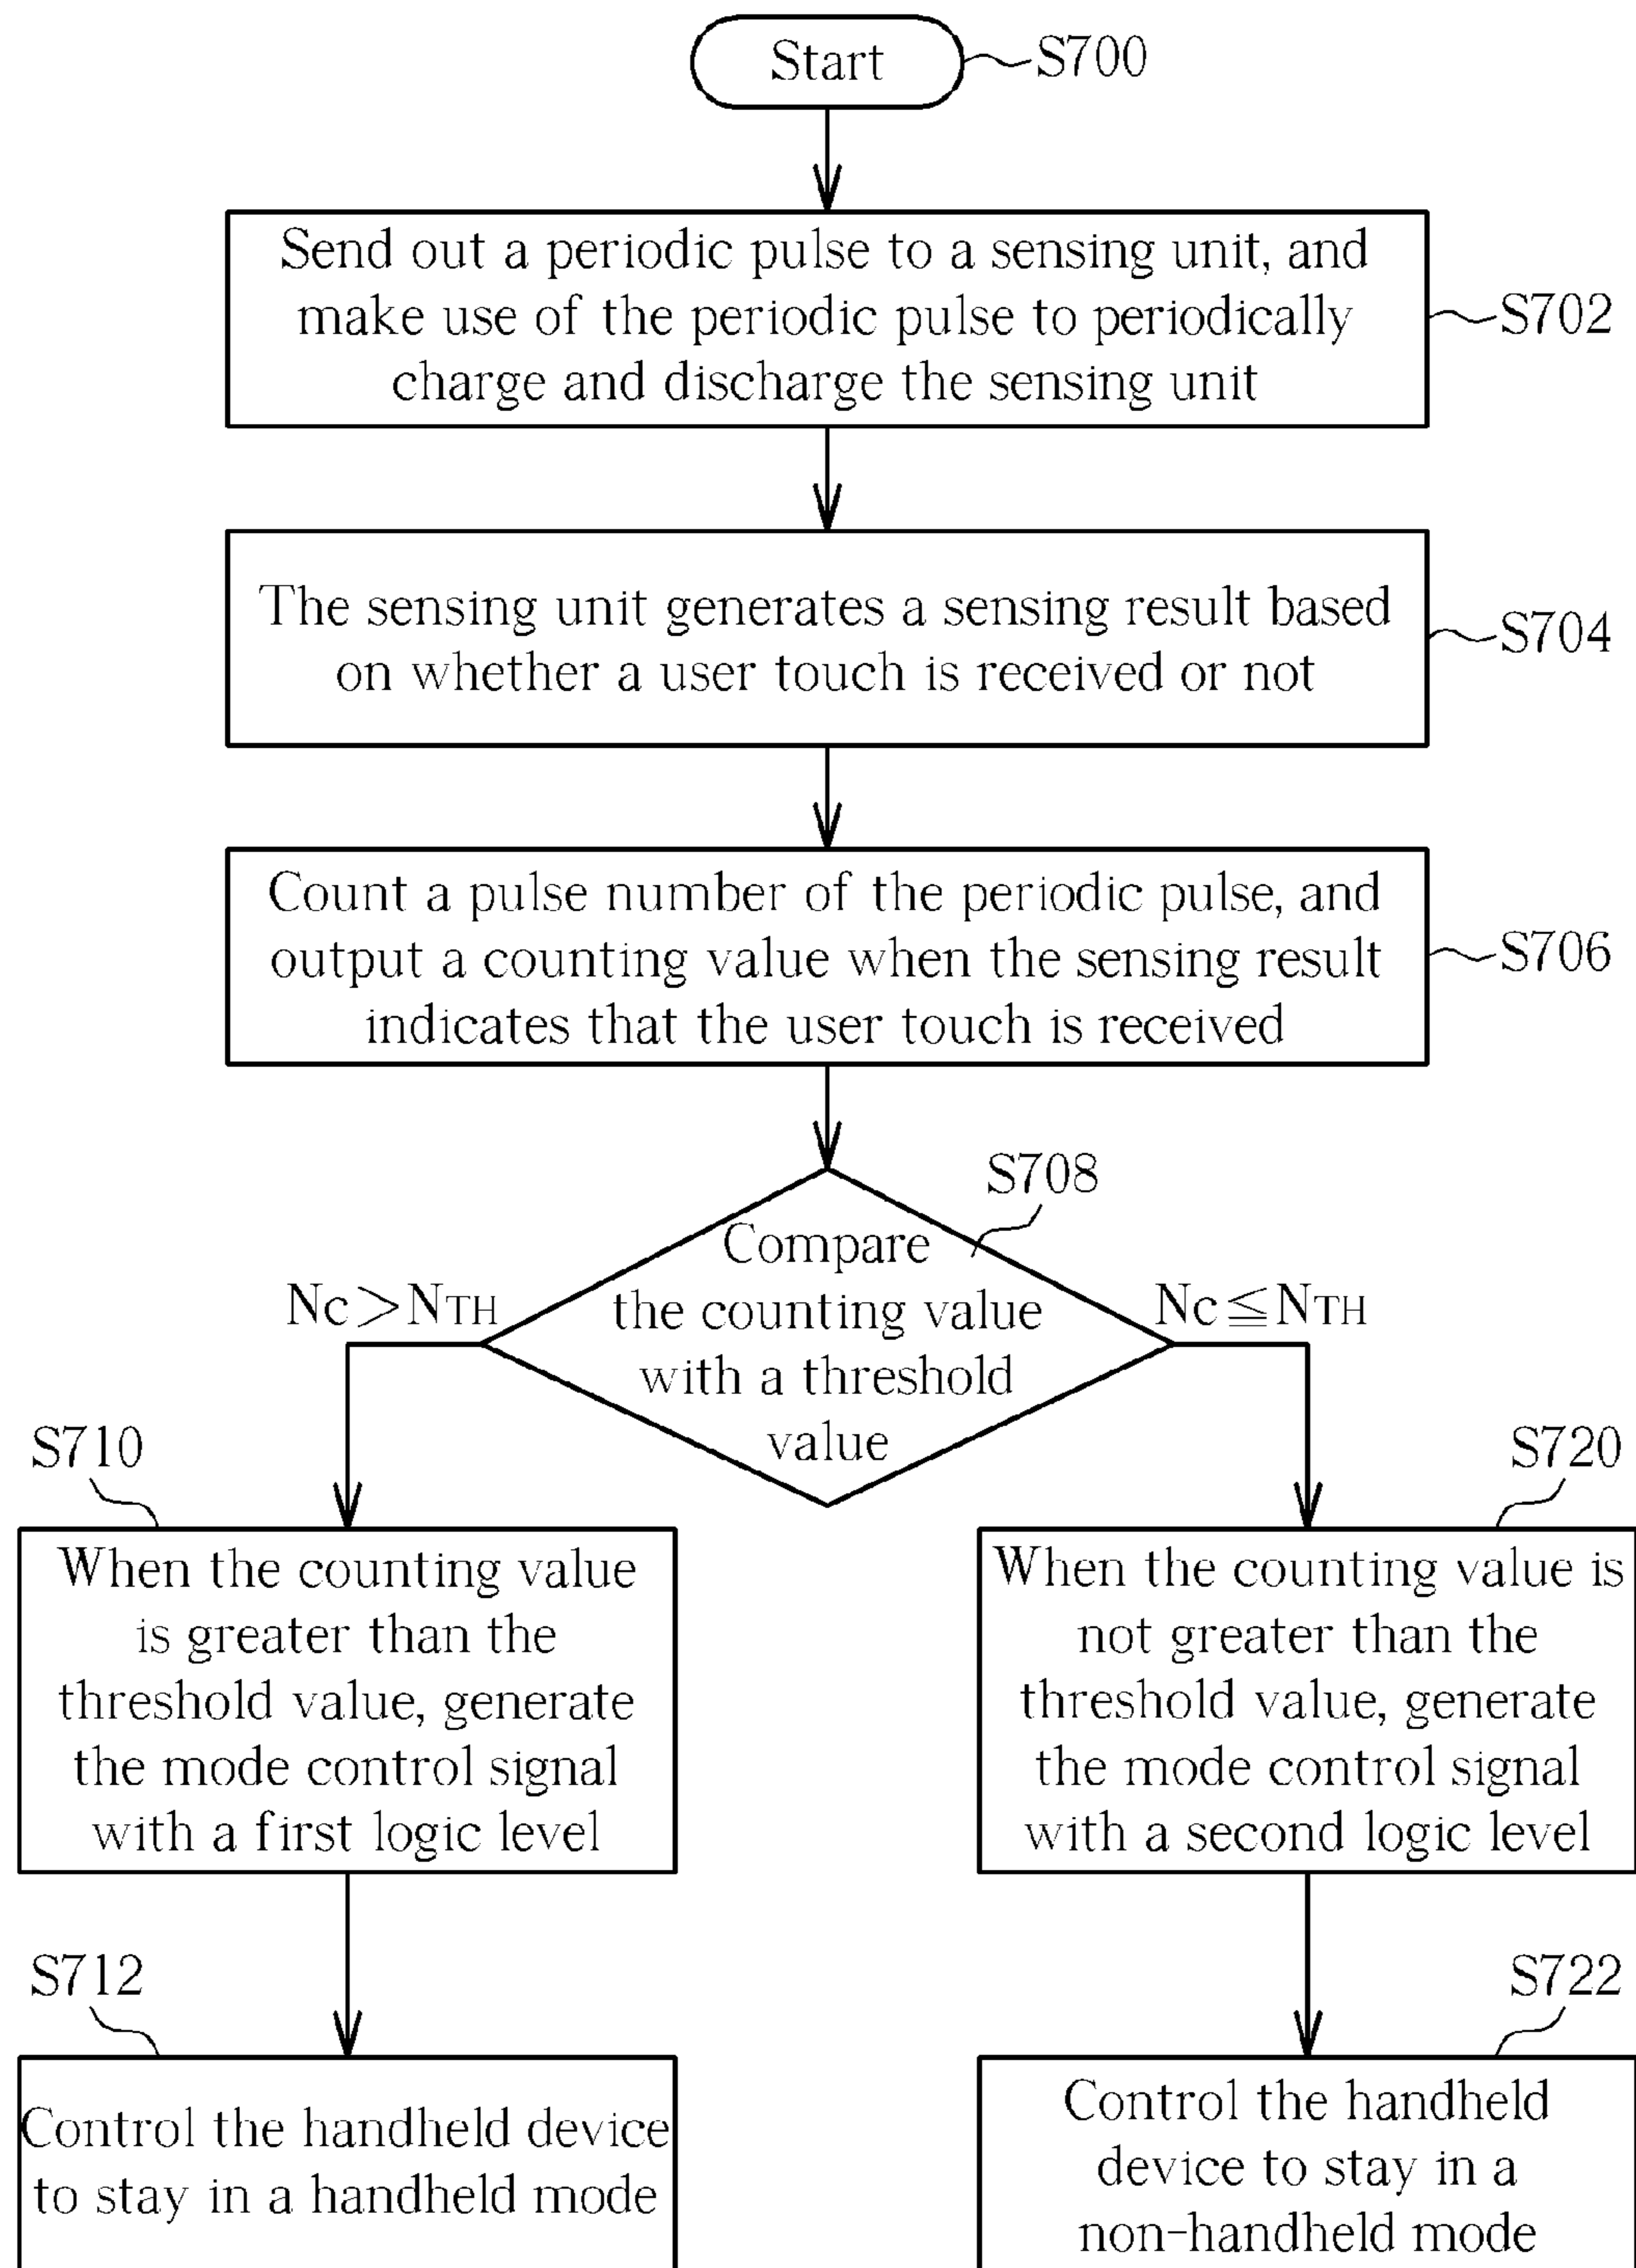 Start
S700
Send out a periodic pulse to a sensing unit, and
make use of the periodic pulse to periodically
charge and discharge the sensing unit
S702
The sensing unit generates a sensing result based
on whether a user touch is received or not
S704
Count a pulse number of the periodic pulse, and
output a counting value when the sensing result
indicates that the user touch is received
S706
S708
Compare
the counting value
with a threshold
value
Nc>NTH
Nc≦NTH
S710
When the counting value
is greater than the
threshold value, generate
the mode control signal
with a first logic level
S720
When the counting value is
not greater than the
threshold value, generate
the mode control signal
with a second logic level
S712
Control the handheld device
to stay in a handheld mode
S722
Control the handheld
device to stay in a
non-handheld mode